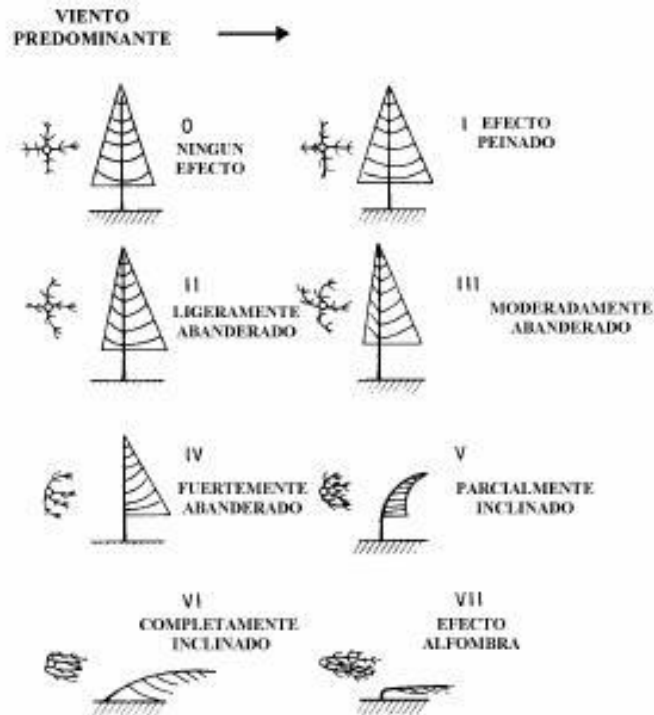 VIENTO
PREDOMINANTE
0
NINGUN
EFECTO
I EFECTO
PEINADO
II
LIGERAMENTE
ABANDERADO
III
MODERADAMENTE
ABANDERADO
IV
FUERTEMENTE
ABANDERADO
V
PARCIALMENTE
INCLINADO
VI
COMPLETAMENTE
INCLINADO
VII
EFECTO
ALFOMBRA